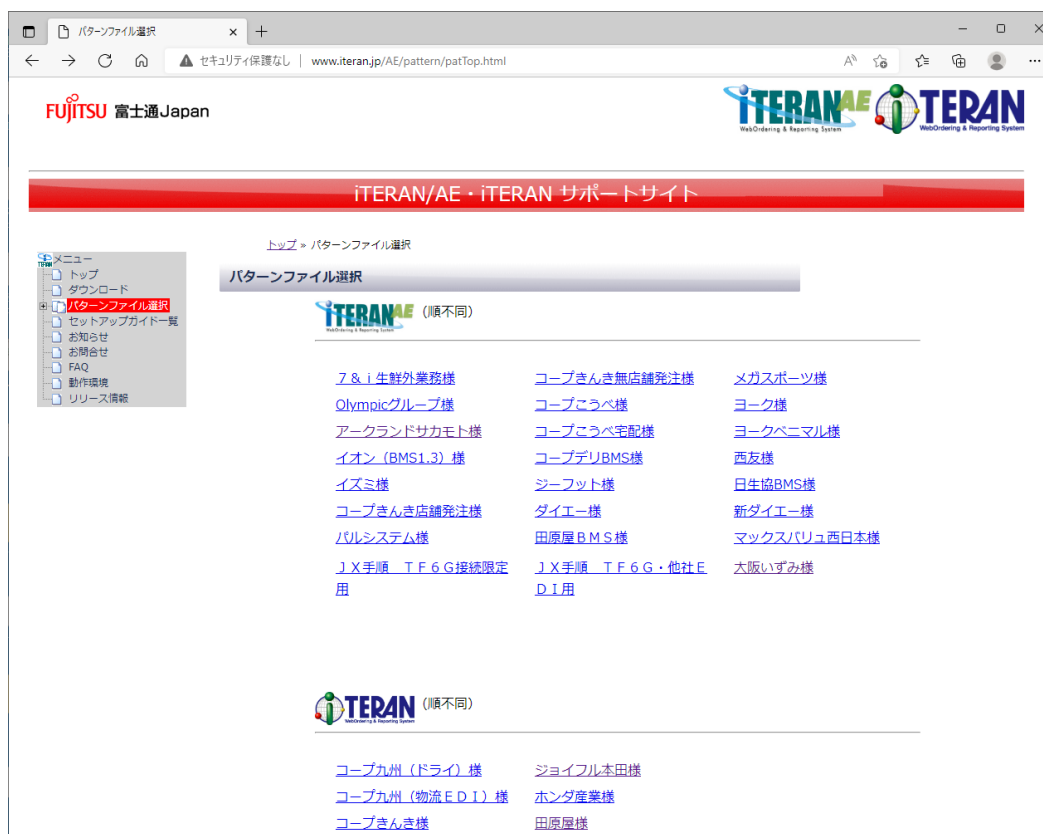 パターンファイル選択
セキュリティ保護なし | www.iteran.jp/AE/pattern/patTop.html
FUJITSU 富士通Japan
iTERANAE
WebOrdering & Reporting System
iTERAN
WebOrdering & Reporting System
iTERAN/AE・iTERAN サポートサイト
トップ » パターンファイル選択
メニュー
トップ
ダウンロード
パターンファイル選択
セットアップガイド一覧
お知らせ
お問合せ
FAQ
動作環境
リリース情報
パターンファイル選択
iTERANAE (順不同)
WebOrdering & Reporting System
7&i生鮮外業務様 コープきんき無店舗発注様 メガスポーツ様
Olympicグループ様 コープこうべ様 ヨーク様
アークランドサカモト様 コープこうべ宅配様 ヨークベニマル様
イオン(BMS1.3)様 コープデリBMS様 西友様
イズミ様 ジーフット様 日生協BMS様
コープきんき店舗発注様 ダイエー様 新ダイエー様
パルシステム様 田原屋BMS様 マックスバリュ西日本様
JX手順 TF6G接続限定用 JX手順 TF6G・他社EDI用 大阪いずみ様
iTERAN (順不同)
WebOrdering & Reporting System
コープ九州(ドライ)様 ジョイフル本田様
コープ九州(物流EDI)様 ホンダ産業様
コープきんき様 田原屋様